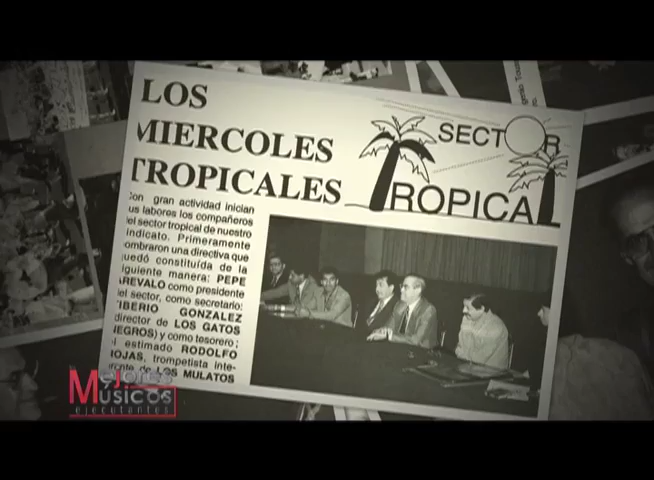 LOS
MIERCOLES
TROPICALES
SECTOR
TROPICAL
Con gran actividad inician
sus labores los compañeros
del sector tropical de nuestro
sindicato. Primeramente
nombraron una directiva que
quedó constituída de la
siguiente manera: PEPE
AREVALO como presidente
del sector, como secretario:
TIBERIO GONZALEZ
(director de LOS GATOS
NEGROS) y como tesorero;
el estimado RODOLFO
ROJAS, trompetista inte-
grante de LOS MULATOS
Mejores
Músicos
ejecutantes